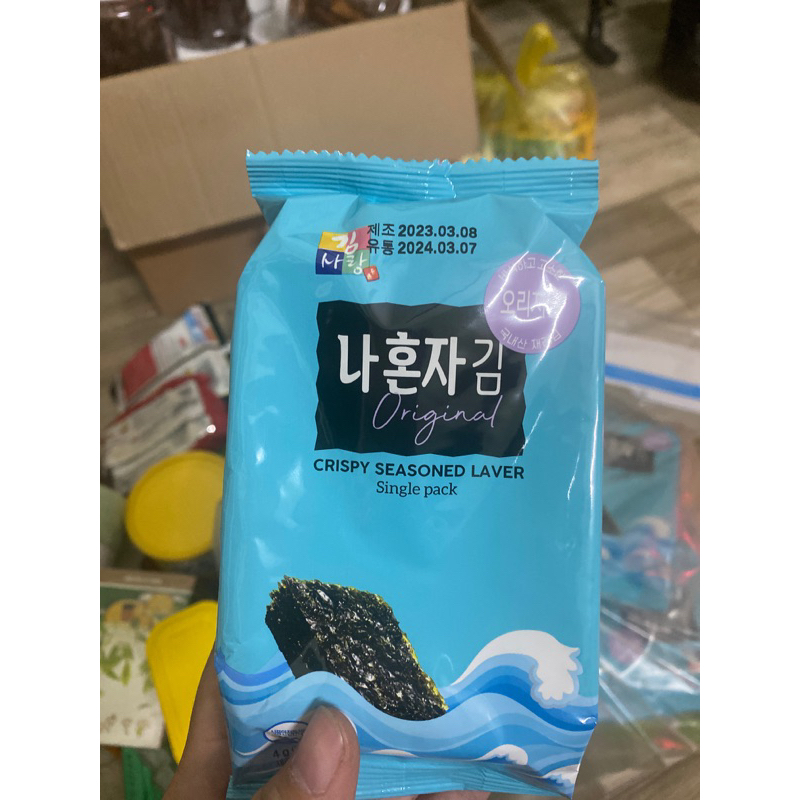 제조 2023.03.08
유통 2024.03.07
김
사랑
나혼자김
Original
CRISPY SEASONED LAVER
Single pack